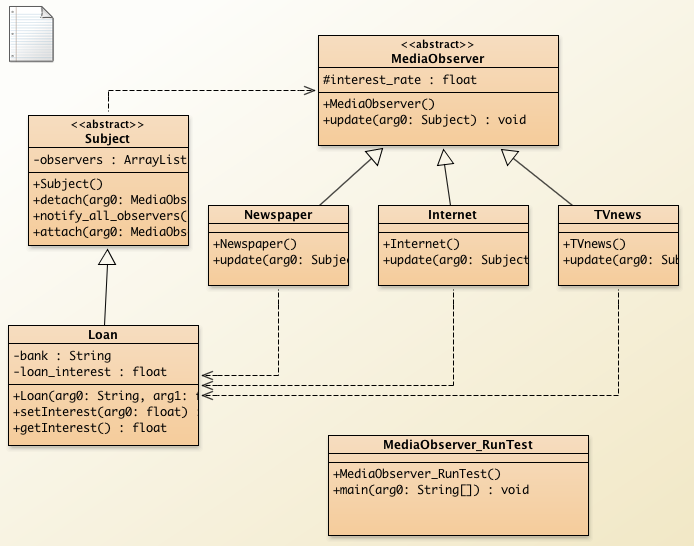 <<abstract>>
MediaObserver
#interest_rate : float
+MediaObserver()
+update(arg0: Subject) : void
<<abstract>>
Subject
-observers : ArrayList
+Subject()
+detach(arg0: MediaObs
+notify_all_observers(
+attach(arg0: MediaObs
Newspaper
+Newspaper()
+update(arg0: Subje
Internet
+Internet()
+update(arg0: Subject
TVnews
+TVnews()
+update(arg0: Sub
Loan
-bank : String
-loan_interest : float
+Loan(arg0: String, arg1:
+setInterest(arg0: float)
+getInterest() : float
MediaObserver_RunTest
+MediaObserver_RunTest()
+main(arg0: String[]) : void